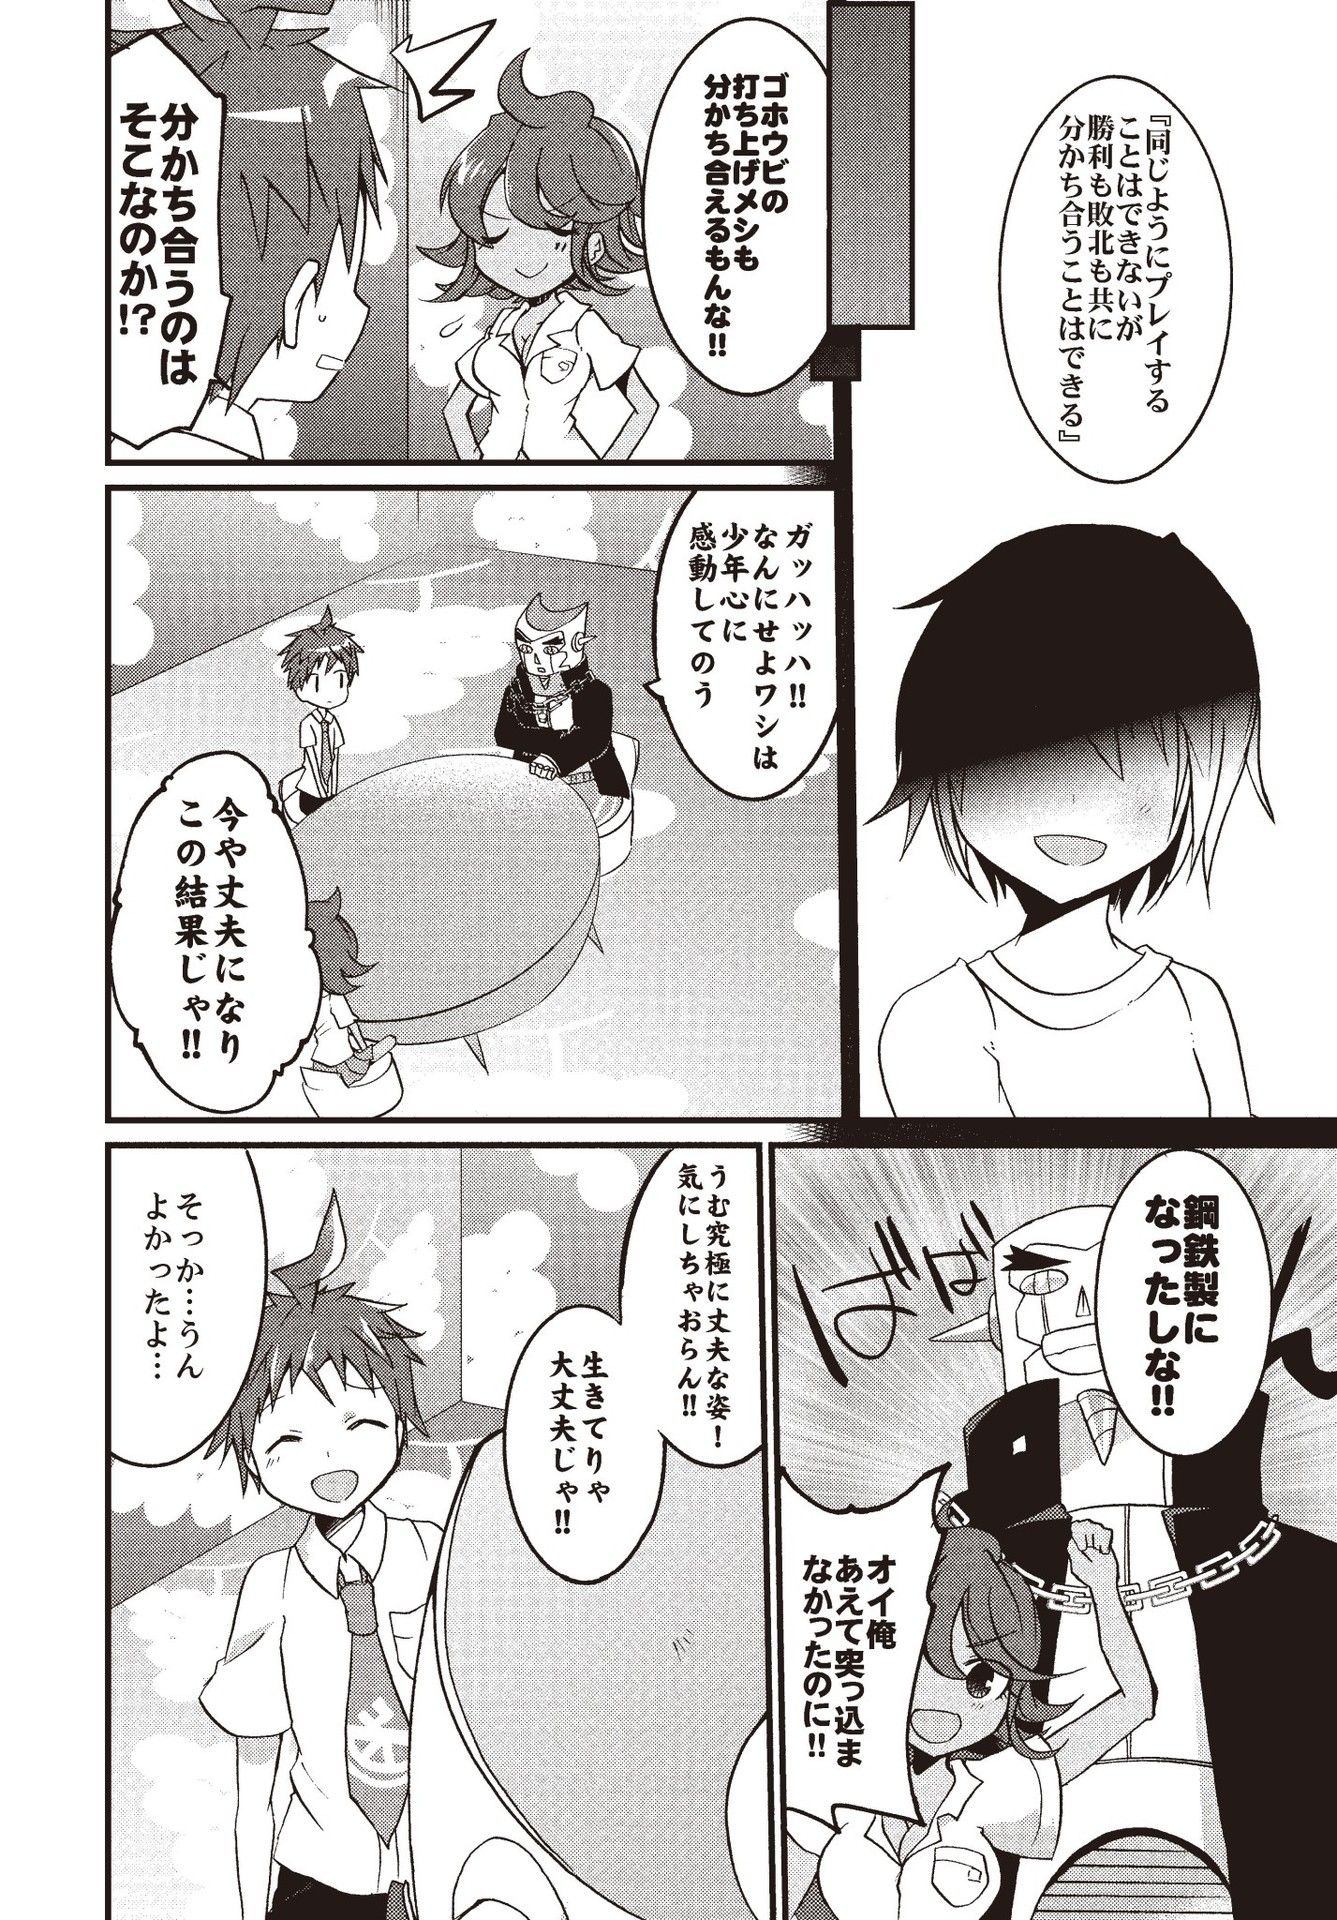 『同じようにプレイする
ことはできないが
勝利も敗北も共に
分かち合うことはできる』
ゴホウビの
打ち上げメシも
分かち合えるもんな!!
分かち合うのは
そこなのか!?
ガッハッハッハ!!
なんにせよワシは
少年心に
感動してのう
今や丈夫になり
この結果じゃ!!
鋼鉄製に
なったしな!!
ばんばん
オイ俺
あえて突っ込ま
なかったのに!!
うむ究極に丈夫な姿!
気にしちゃおらん!!
生きてりゃ
大丈夫じゃ!!
そっか…うん
よかったよ…